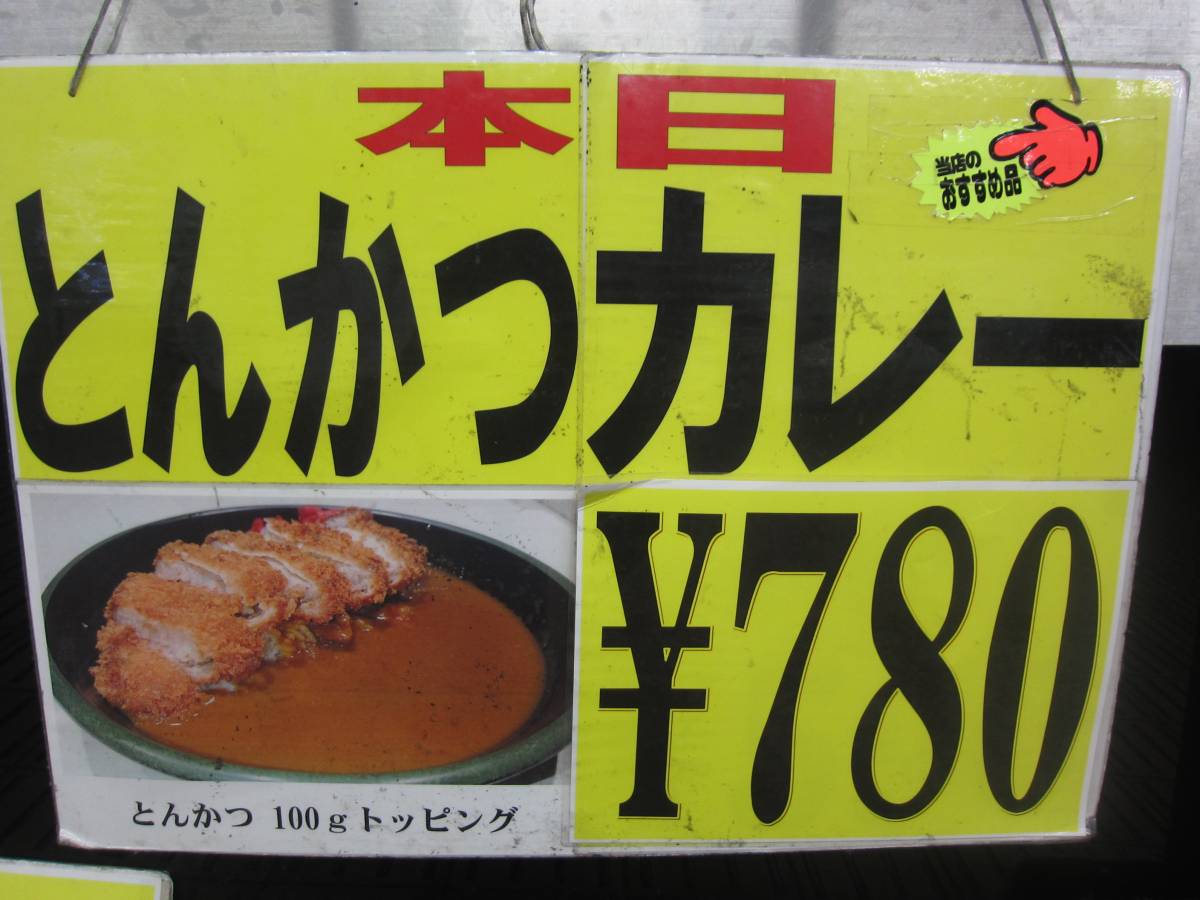 本日
当店の
おすすめ品
とんかつカレー
¥780
とんかつ 100gトッピング